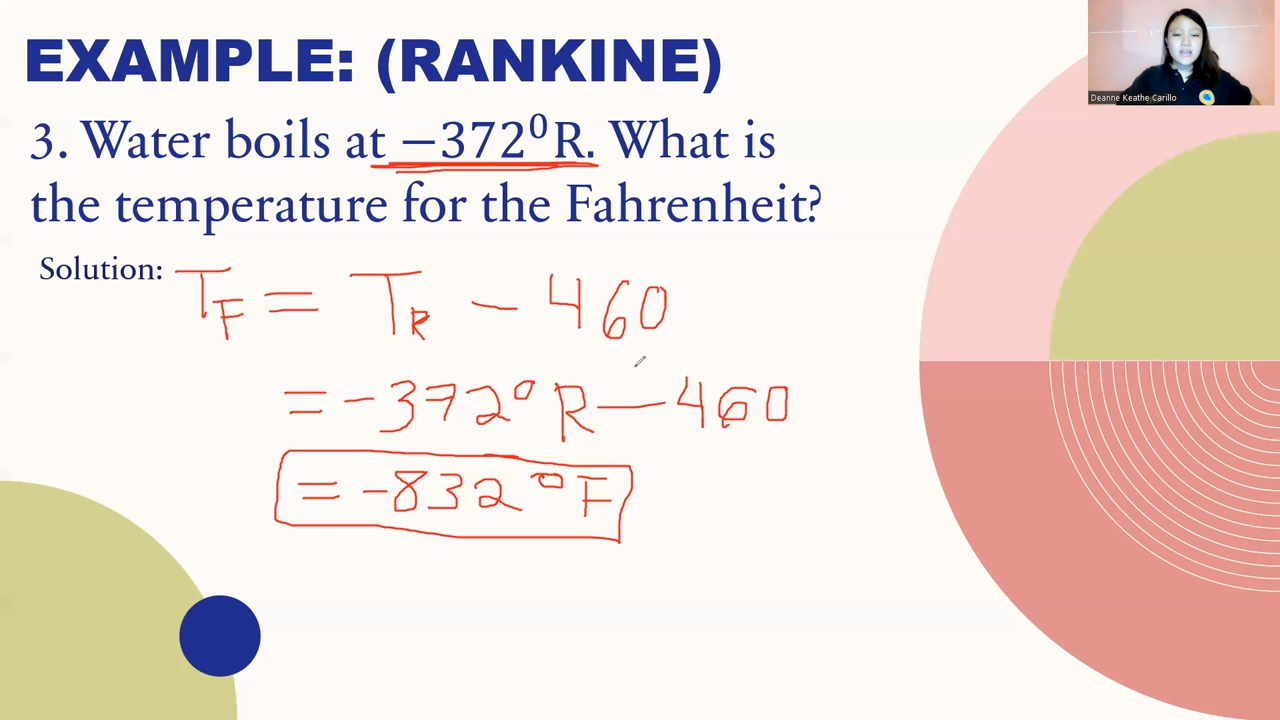 EXAMPLE: (RANKINE)
3. Water boils at −372⁰R. What is
the temperature for the Fahrenheit?
Solution: T_F = T_R − 460
= −372° R − 460
= −832 °F
Deanne Keathe Carillo